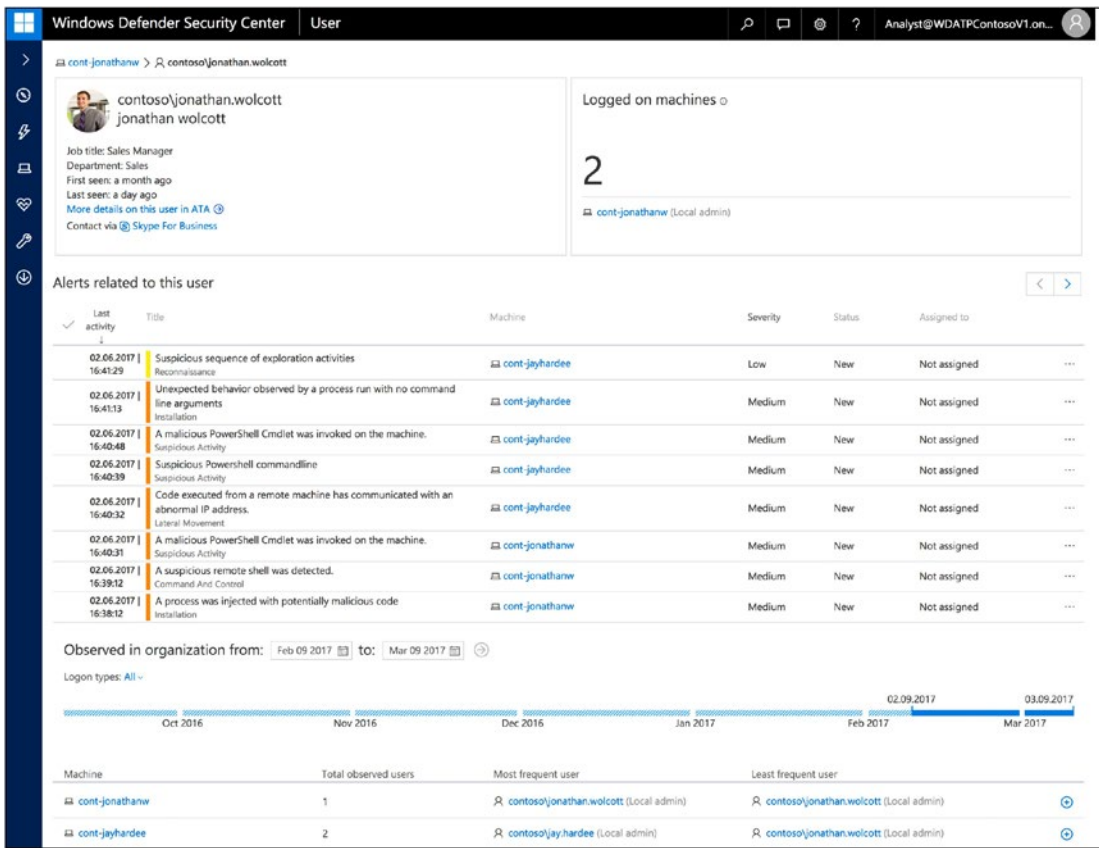 Windows Defender Security Center | User
? Analyst@WDATPContosoV1.on...
cont-jonathanw > contoso\jonathan.wolcott
contoso\jonathan.wolcott
jonathan wolcott
Job title: Sales Manager
Department: Sales
First seen: a month ago
Last seen: a day ago
More details on this user in ATA
Contact via Skype For Business
Logged on machines
2
cont-jonathanw (Local admin)
Alerts related to this user
Last activity ↓ Title Machine Severity Status Assigned to
02.06.2017 | 16:41:29 Suspicious sequence of exploration activities cont-jayhardee Low New Not assigned ...
Reconnaissance
02.06.2017 | 16:41:13 Unexpected behavior observed by a process run with no command line arguments cont-jayhardee Medium New Not assigned ...
Installation
02.06.2017 | 16:40:48 A malicious PowerShell Cmdlet was invoked on the machine. cont-jayhardee Medium New Not assigned ...
Suspicious Activity
02.06.2017 | 16:40:39 Suspicious Powershell commandline cont-jayhardee Medium New Not assigned ...
Suspicious Activity
02.06.2017 | 16:40:32 Code executed from a remote machine has communicated with an abnormal IP address. cont-jayhardee Medium New Not assigned ...
Lateral Movement
02.06.2017 | 16:40:31 A malicious PowerShell Cmdlet was invoked on the machine. cont-jonathanw Medium New Not assigned ...
Suspicious Activity
02.06.2017 | 16:39:12 A suspicious remote shell was detected. cont-jonathanw Medium New Not assigned ...
Command And Control
02.06.2017 | 16:38:12 A process was injected with potentially malicious code cont-jonathanw Medium New Not assigned ...
Installation
Observed in organization from: Feb 09 2017 to: Mar 09 2017
Logon types: All
02.09.2017 03.09.2017
Oct 2016 Nov 2016 Dec 2016 Jan 2017 Feb 2017 Mar 2017
Machine Total observed users Most frequent user Least frequent user
cont-jonathanw 1 contoso\jonathan.wolcott (Local admin) contoso\jonathan.wolcott (Local admin)
cont-jayhardee 2 contoso\jay.hardee (Local admin) contoso\jonathan.wolcott (Local admin)